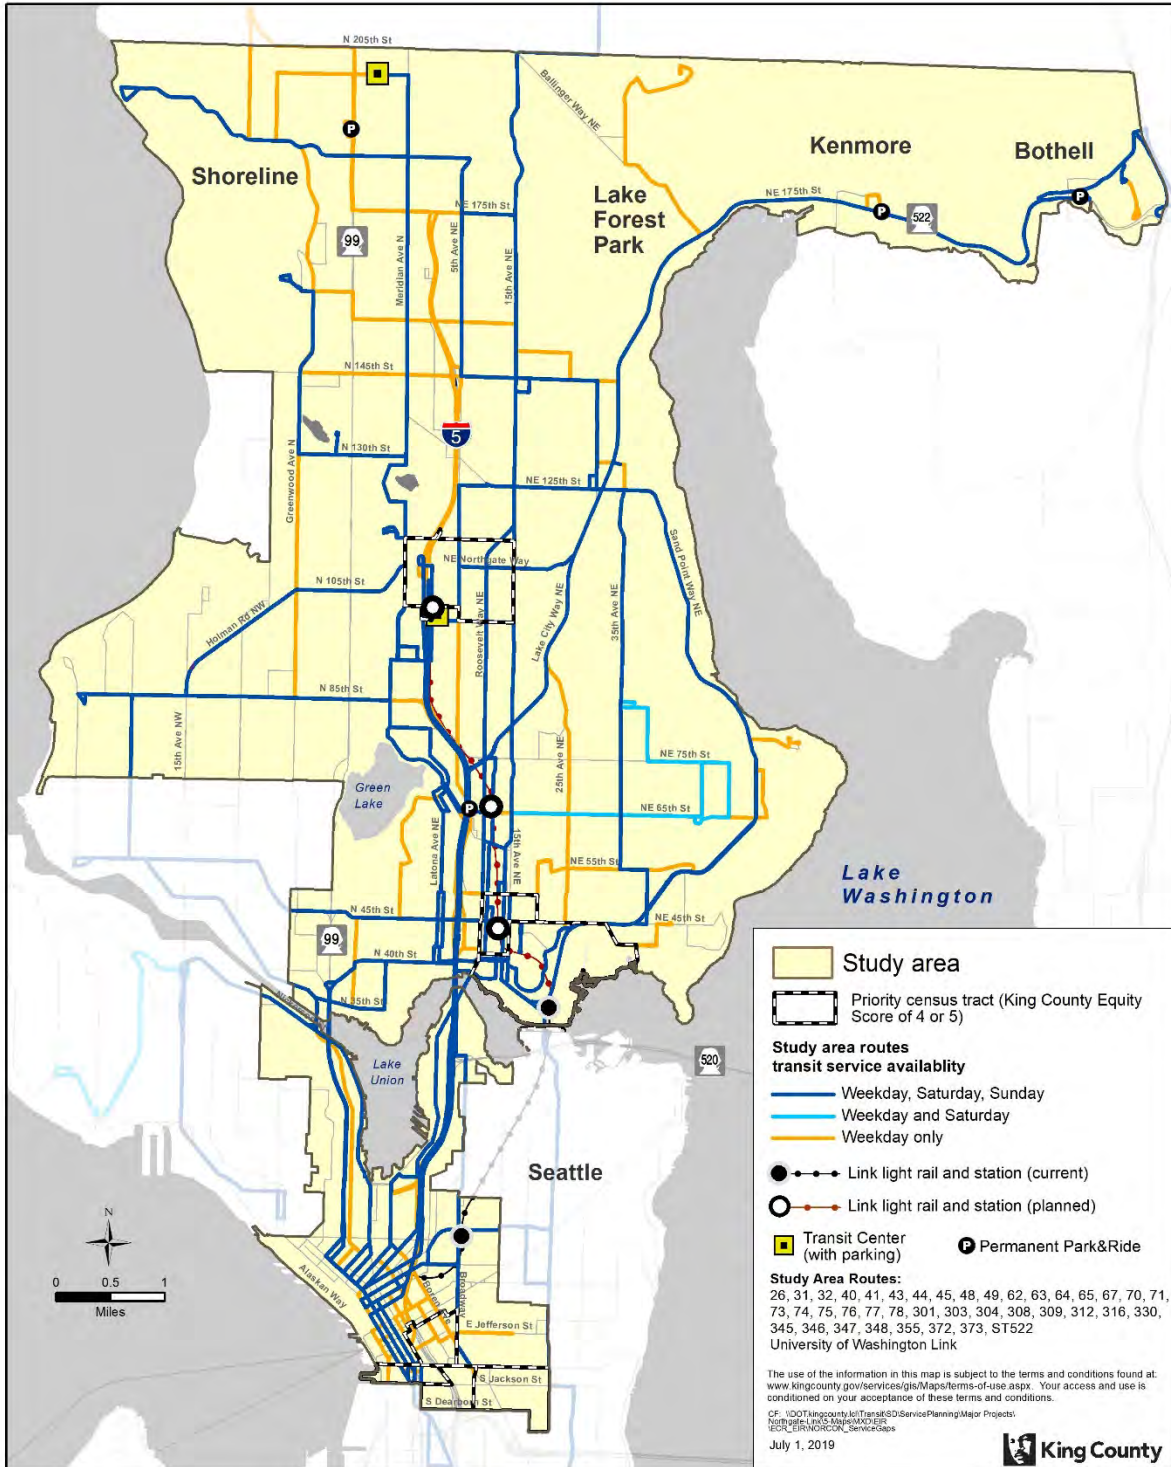 N 205th St
Ballinger Way NE
P
Kenmore
Bothell
Shoreline
Lake
Forest
Park
NE 175th St
P
522
P
NE 175th St
99
Meridian Ave N
5th Ave NE
15th Ave NE
N 145th St
5
Greenwood Ave N
N 130th St
NE 125th St
Sand Point Way NE
NE Northgate Way
N 105th St
Holman Rd NW
Roosevelt Way NE
Lake City Way NE
35th Ave NE
N 85th St
15th Ave NW
25th Ave NE
NE 75th St
Green
Lake
P
NE 65th St
Latona Ave NE
15th Ave NE
NE 55th St
Lake
Washington
N 45th St
NE 45th St
99
N 40th St
N 35th St
Lake
Union
520
Seattle
N
0 0.5 1
Miles
Alaskan Way
Broadway
E Jefferson St
S Jackson St
S Dearborn St
Study area
Priority census tract (King County Equity
Score of 4 or 5)
Study area routes
transit service availablity
Weekday, Saturday, Sunday
Weekday and Saturday
Weekday only
Link light rail and station (current)
Link light rail and station (planned)
Transit Center
(with parking)
P Permanent Park&Ride
Study Area Routes:
26, 31, 32, 40, 41, 43, 44, 45, 48, 49, 62, 63, 64, 65, 67, 70, 71,
73, 74, 75, 76, 77, 78, 301, 303, 304, 308, 309, 312, 316, 330,
345, 346, 347, 348, 355, 372, 373, ST522
University of Washington Link
The use of the information in this map is subject to the terms and conditions found at:
www.kingcounty.gov/services/gis/Maps/terms-of-use.aspx. Your access and use is
conditioned on your acceptance of these terms and conditions.
July 1, 2019
King County